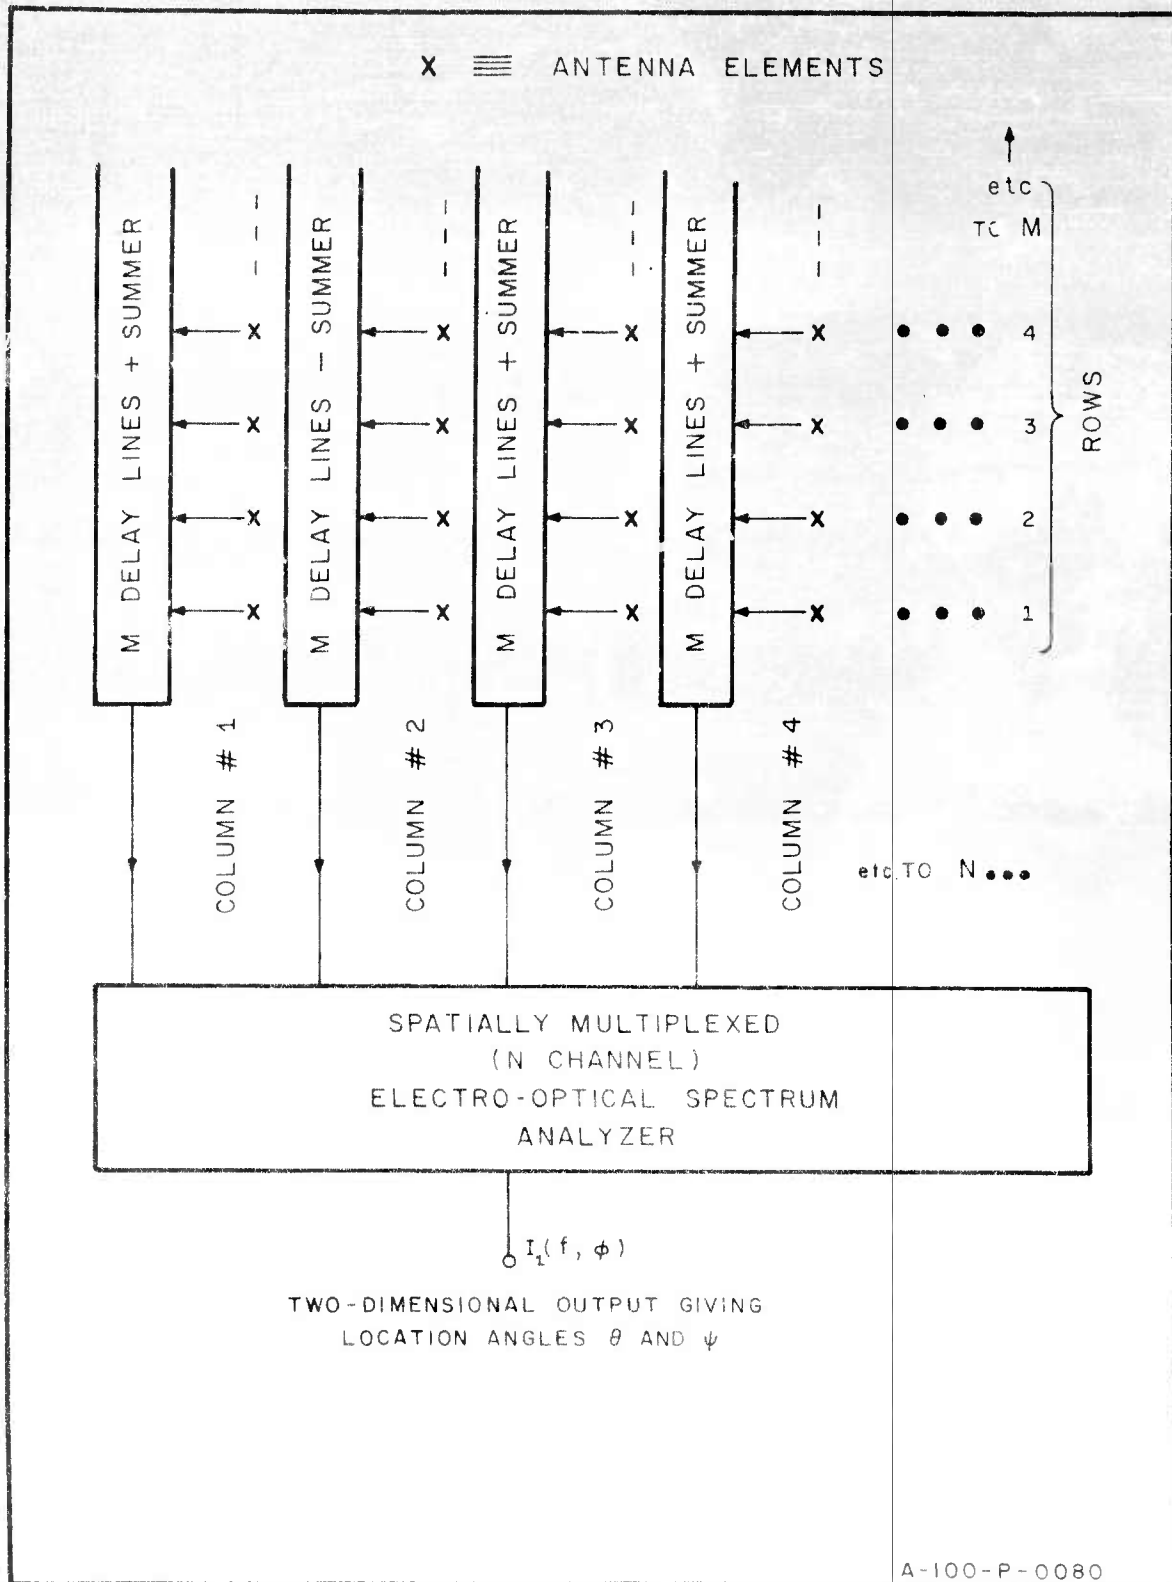 X ≡ ANTENNA ELEMENTS
etc
TO M
M DELAY LINES + SUMMER
M DELAY LINES - SUMMER
M DELAY LINES + SUMMER
M DELAY LINES + SUMMER
X X X X • • • 4
X X X X • • • 3
X X X X • • • 2
X X X X • • • 1
ROWS
COLUMN # 1
COLUMN # 2
COLUMN # 3
COLUMN # 4
etc. TO N •••
SPATIALLY MULTIPLEXED
(N CHANNEL)
ELECTRO-OPTICAL SPECTRUM
ANALYZER
I₁(f, ϕ)
TWO-DIMENSIONAL OUTPUT GIVING
LOCATION ANGLES θ AND ψ
A-100-P-0080